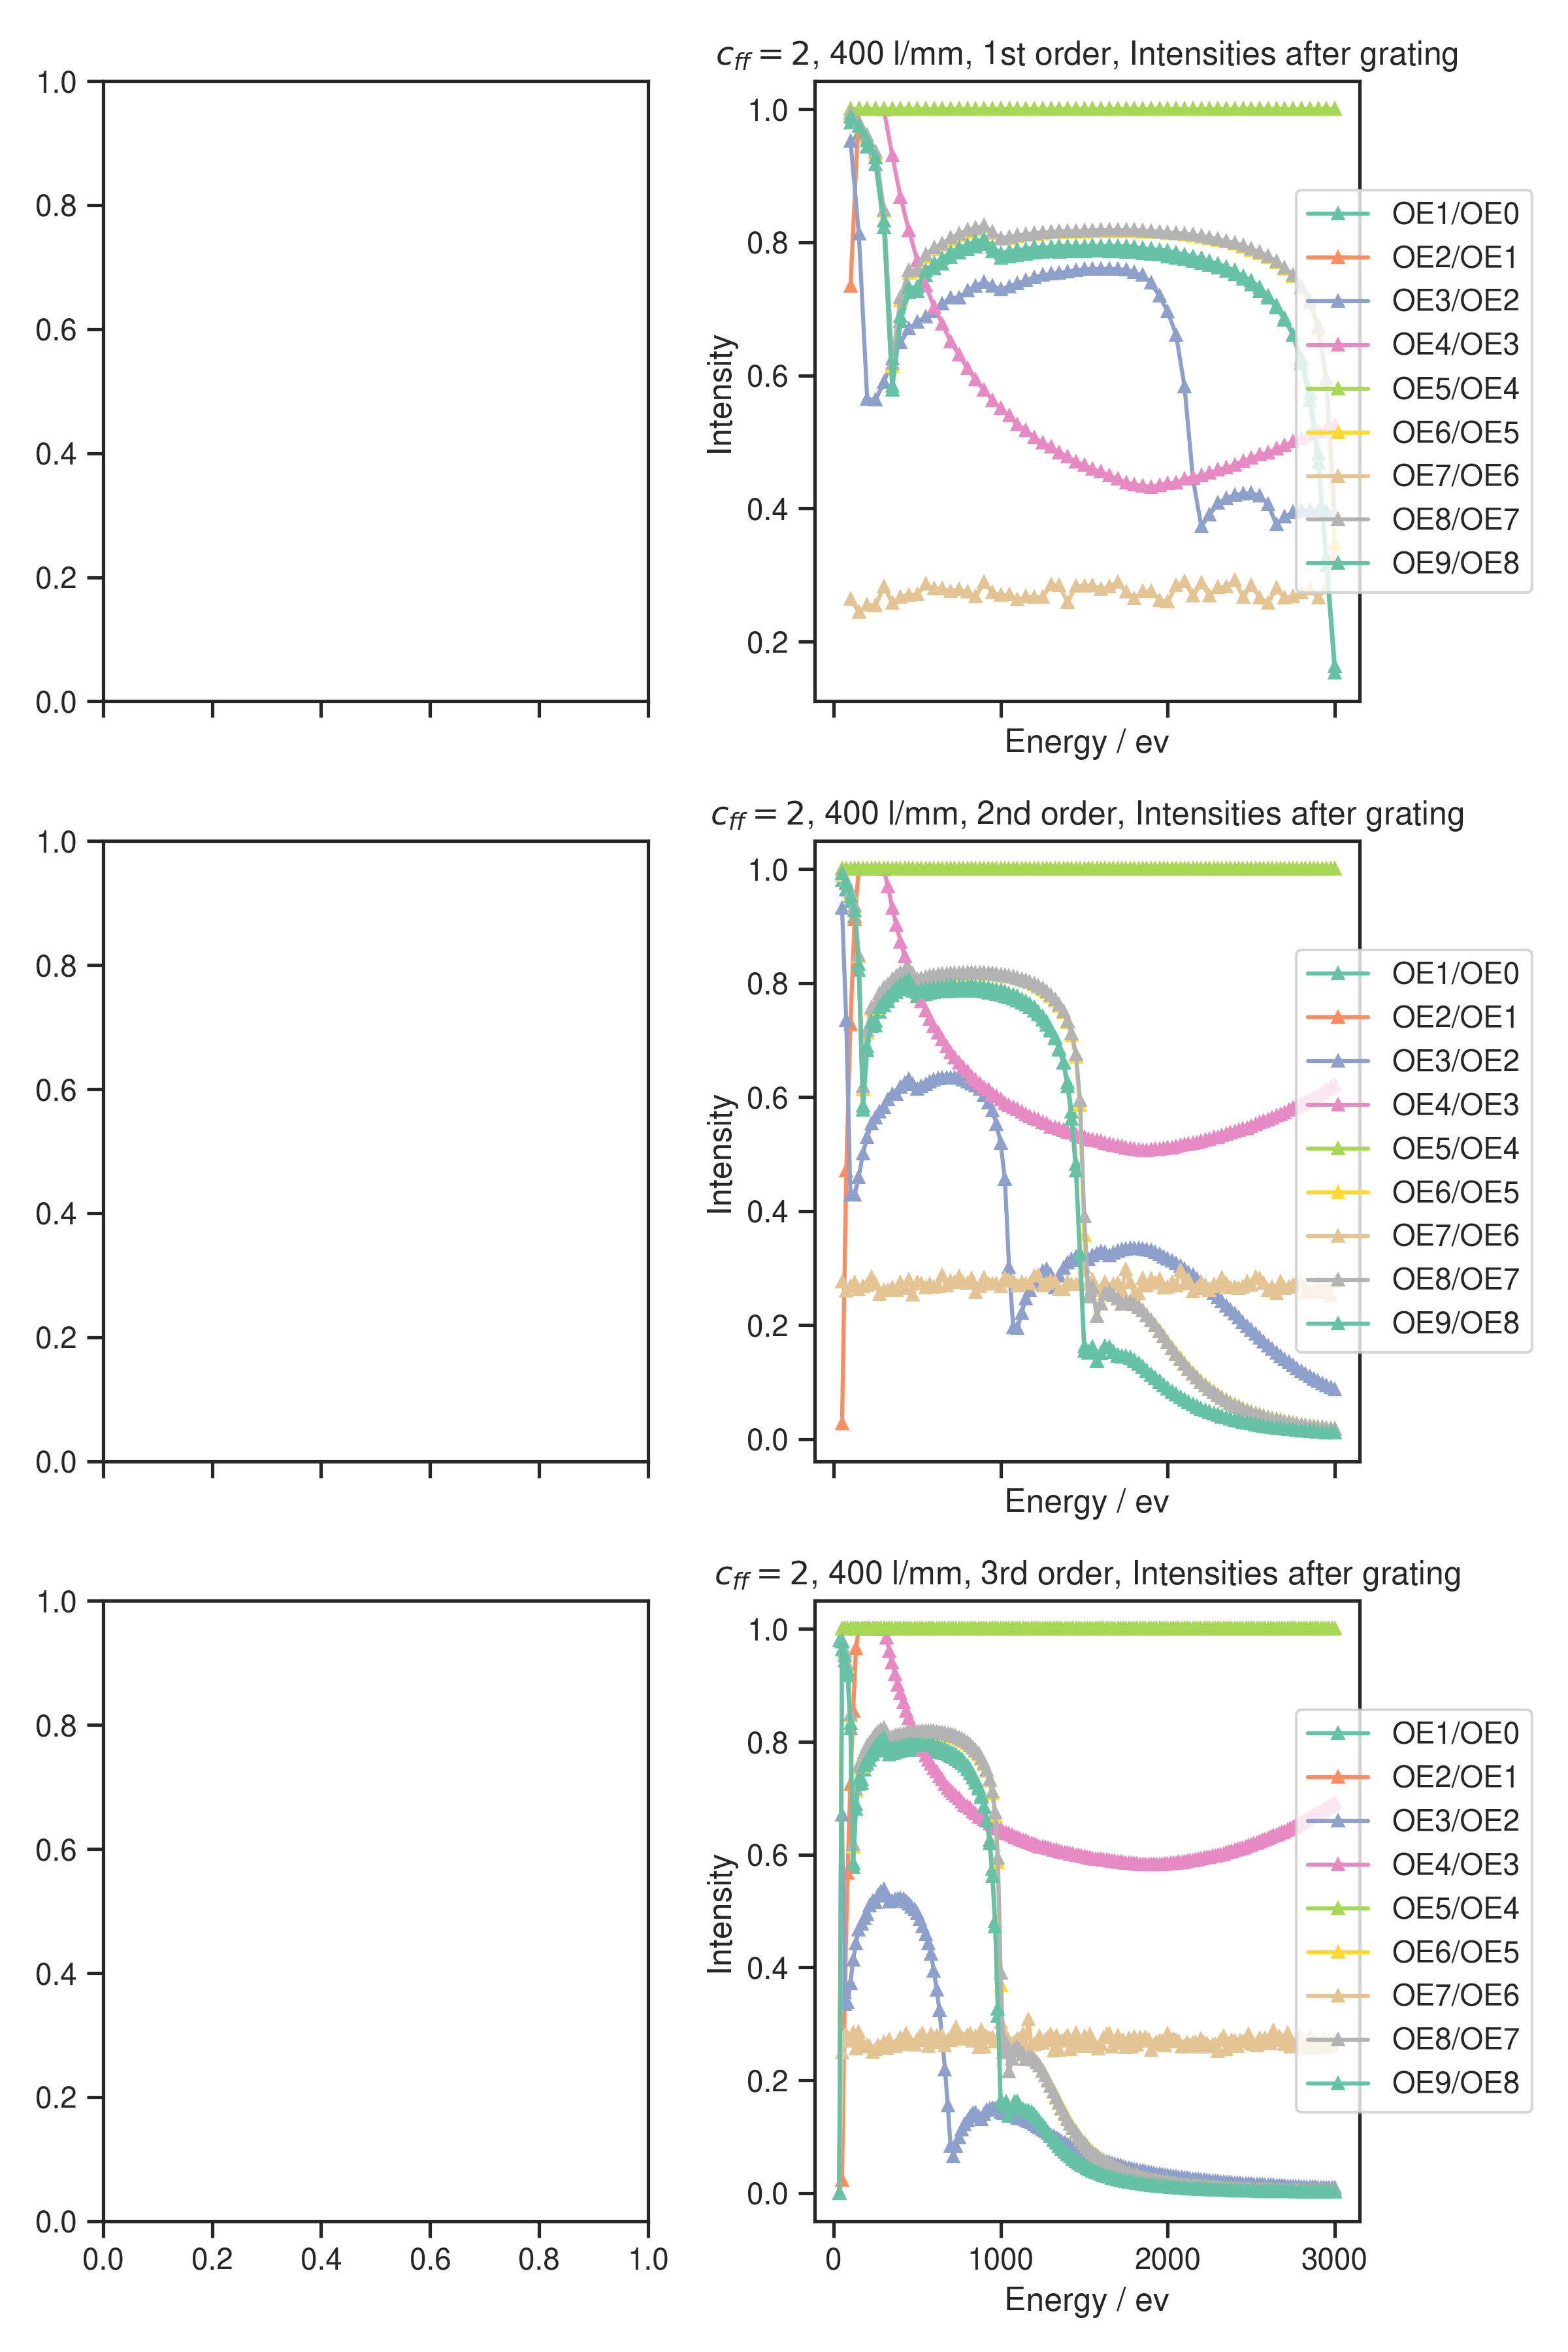 c_ff = 2, 400 l/mm, 1st order, Intensities after grating
1.0
0.8
0.6
0.4
0.2
0.0
Intensity
1.0
0.8
0.6
0.4
0.2
OE1/OE0
OE2/OE1
OE3/OE2
OE4/OE3
OE5/OE4
OE6/OE5
OE7/OE6
OE8/OE7
OE9/OE8
Energy / ev
c_ff = 2, 400 l/mm, 2nd order, Intensities after grating
1.0
0.8
0.6
0.4
0.2
0.0
Intensity
1.0
0.8
0.6
0.4
0.2
0.0
OE1/OE0
OE2/OE1
OE3/OE2
OE4/OE3
OE5/OE4
OE6/OE5
OE7/OE6
OE8/OE7
OE9/OE8
Energy / ev
c_ff = 2, 400 l/mm, 3rd order, Intensities after grating
1.0
0.8
0.6
0.4
0.2
0.0
0.0 0.2 0.4 0.6 0.8 1.0
Intensity
1.0
0.8
0.6
0.4
0.2
0.0
OE1/OE0
OE2/OE1
OE3/OE2
OE4/OE3
OE5/OE4
OE6/OE5
OE7/OE6
OE8/OE7
OE9/OE8
0 1000 2000 3000
Energy / ev